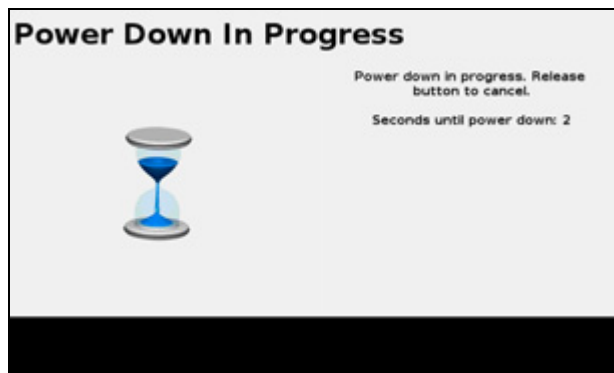 Power Down In Progress
Power down in progress. Release
button to cancel.
Seconds until power down: 2